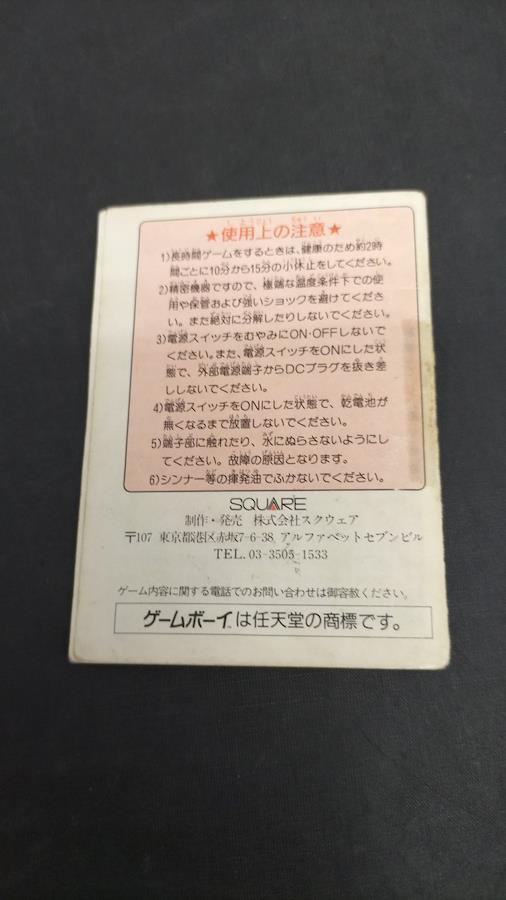 ★使用上の注意★
1)長時間ゲームをするときは、健康のため約2時
間ごとに10分から15分の小休止をしてください。
2)精密機器ですので、極端な温度条件下での使
用や保管および強いショックを避けてくださ
い。また絶対に分解したりしないでください。
3)電源スイッチをむやみにON・OFFしないで
ください。また、電源スイッチをONにした状
態で、外部電源端子からDCプラグを抜き差
ししないでください。
4)電源スイッチをONにした状態で、乾電池が
無くなるまで放置しないでください。
5)端子部に触れたり、水にぬらさないようにし
てください。故障の原因となります。
6)シンナー等の揮発油でふかないでください。
SQUARE
制作・発売 株式会社スクウェア
〒107 東京都港区赤坂7-6-38 アルファベットセブンビル
TEL. 03-3505-1533
ゲーム内容に関する電話でのお問い合わせは御容赦ください。
ゲームボーイ™は任天堂の商標です。